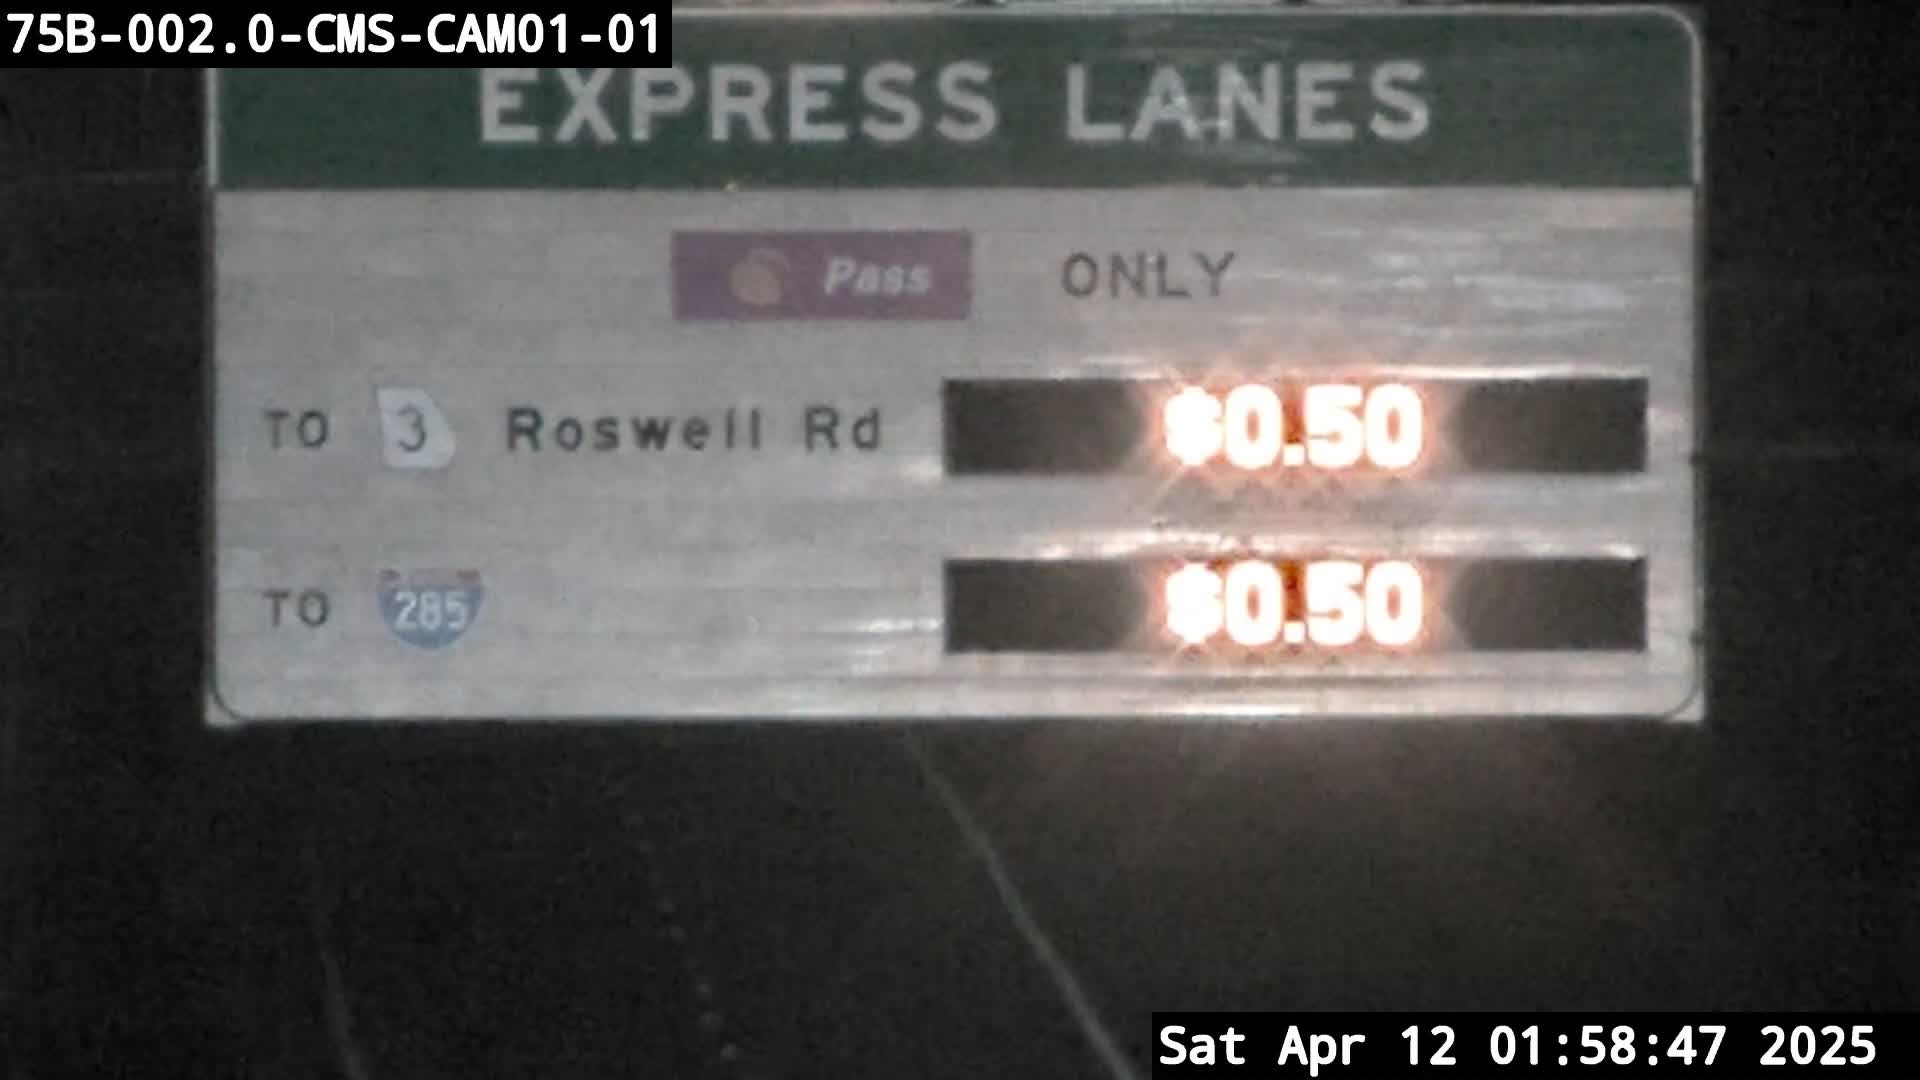 75B-002.0-CMS-CAM01-01
EXPRESS LANES
Pass ONLY
TO 3 Roswell Rd $0.50
TO 285 $0.50
Sat Apr 12 01:58:47 2025